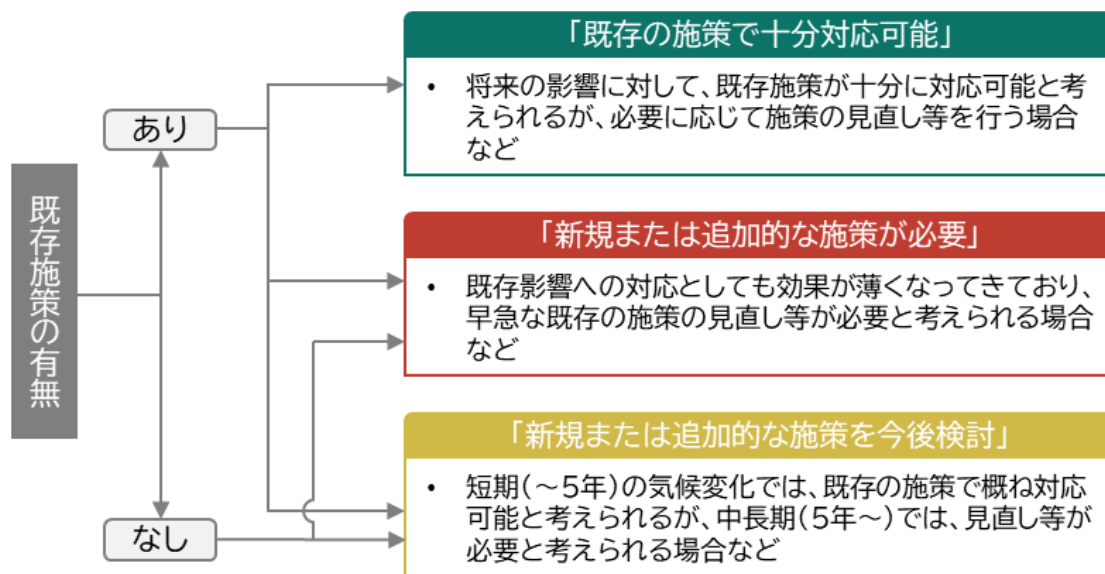 既存施策の有無
あり
なし
「既存の施策で十分対応可能」
• 将来の影響に対して、既存施策が十分に対応可能と考
えられるが、必要に応じて施策の見直し等を行う場合
など
「新規または追加的な施策が必要」
• 既存影響への対応としても効果が薄くなってきており、
早急な既存の施策の見直し等が必要と考えられる場合
など
「新規または追加的な施策を今後検討」
• 短期(～5年)の気候変化では、既存の施策で概ね対応
可能と考えられるが、中長期(5年～)では、見直し等が
必要と考えられる場合など